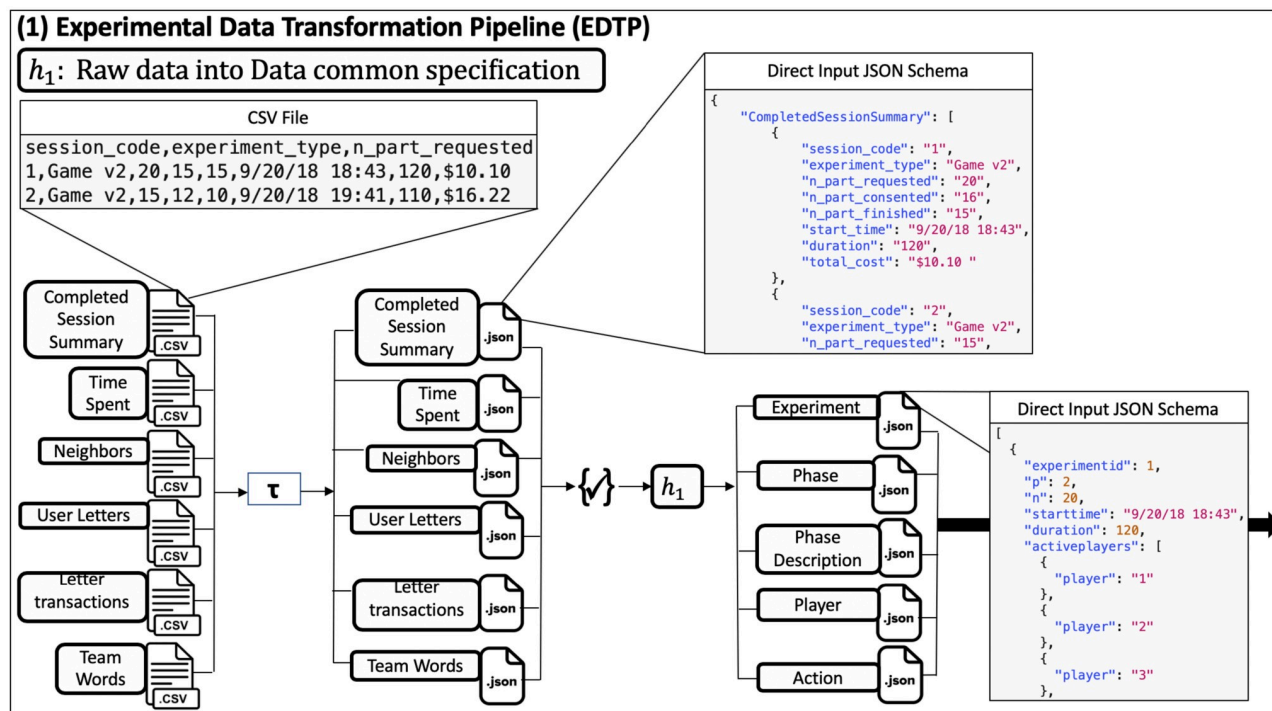 (1) Experimental Data Transformation Pipeline (EDTP)
h₁: Raw data into Data common specification
CSV File
session_code,experiment_type,n_part_requested
1,Game v2,20,15,15,9/20/18 18:43,120,$10.10
2,Game v2,15,12,10,9/20/18 19:41,110,$16.22
Direct Input JSON Schema
{
"CompletedSessionSummary": [
{
"session_code": "1",
"experiment_type": "Game v2",
"n_part_requested": "20",
"n_part_consented": "16",
"n_part_finished": "15",
"start_time": "9/20/18 18:43",
"duration": "120",
"total_cost": "$10.10 "
},
{
"session_code": "2",
"experiment_type": "Game v2",
"n_part_requested": "15",
Completed
Session
Summary
.CSV
Time
Spent
.CSV
Neighbors
.CSV
User Letters
.CSV
Letter
transactions
.CSV
Team
Words
.CSV
τ
Completed
Session
Summary
.json
Time
Spent
.json
Neighbors
.json
User Letters
.json
Letter
transactions
.json
Team Words
.json
{✓}
h₁
Experiment
.json
Phase
.json
Phase
Description
.json
Player
.json
Action
.json
Direct Input JSON Schema
[
{
"experimentid": 1,
"p": 2,
"n": 20,
"starttime": "9/20/18 18:43",
"duration": 120,
"activeplayers": [
{
"player": "1"
},
{
"player": "2"
},
{
"player": "3"
},